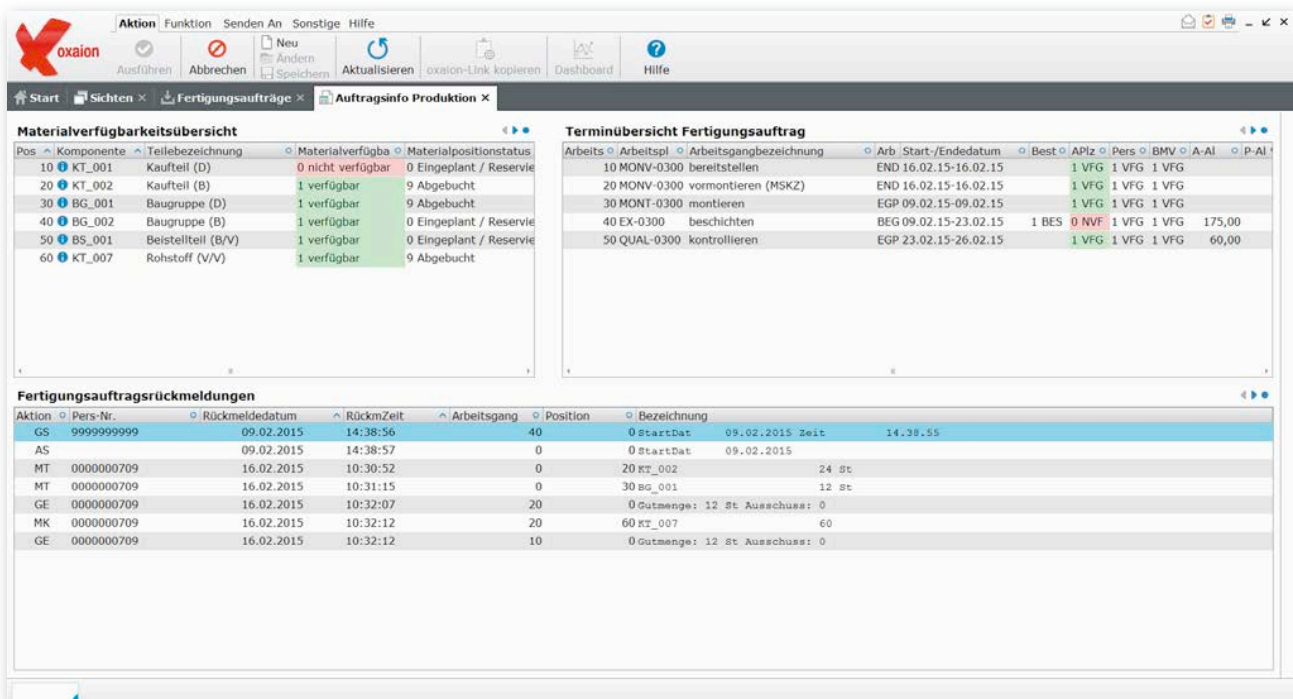 Aktion Funktion Senden An Sonstige Hilfe
oxaion
Ausführen Abbrechen Neu Ändern Speichern Aktualisieren oxaion-Link kopieren Dashboard Hilfe
Start Sichten × Fertigungsaufträge × Auftragsinfo Produktion ×
Materialverfügbarkeitsübersicht
Pos Komponente Teilebezeichnung Materialverfügba Materialpositionstatus
10 KT_001 Kaufteil (D) 0 nicht verfügbar 0 Eingeplant / Reservie
20 KT_002 Kaufteil (B) 1 verfügbar 9 Abgebucht
30 BG_001 Baugruppe (D) 1 verfügbar 9 Abgebucht
40 BG_002 Baugruppe (B) 1 verfügbar 0 Eingeplant / Reservie
50 BS_001 Beistellteil (B/V) 1 verfügbar 0 Eingeplant / Reservie
60 KT_007 Rohstoff (V/V) 1 verfügbar 9 Abgebucht
Terminübersicht Fertigungsauftrag
Arbeits Arbeitspl Arbeitsgangbezeichnung Arb Start-/Endedatum Best APlz Pers BMV A-Al P-Al
10 MONV-0300 bereitstellen END 16.02.15-16.02.15 1 VFG 1 VFG 1 VFG
20 MONV-0300 vormontieren (MSKZ) END 16.02.15-16.02.15 1 VFG 1 VFG 1 VFG
30 MONT-0300 montieren EGP 09.02.15-09.02.15 1 VFG 1 VFG 1 VFG
40 EX-0300 beschichten BEG 09.02.15-23.02.15 1 BES 0 NVF 1 VFG 1 VFG 175,00
50 QUAL-0300 kontrollieren EGP 23.02.15-26.02.15 1 VFG 1 VFG 1 VFG 60,00
Fertigungsauftragsrückmeldungen
Aktion Pers-Nr. Rückmeldedatum RückmZeit Arbeitsgang Position Bezeichnung
GS 9999999999 09.02.2015 14:38:56 40 0 StartDat 09.02.2015 Zeit 14.38.55
AS 09.02.2015 14:38:57 0 0 StartDat 09.02.2015
MT 0000000709 16.02.2015 10:30:52 0 20 KT_002 24 St
MT 0000000709 16.02.2015 10:31:15 0 30 BG_001 12 St
GE 0000000709 16.02.2015 10:32:07 20 0 Gutmenge: 12 St Ausschuss: 0
MK 0000000709 16.02.2015 10:32:12 20 60 KT_007 60
GE 0000000709 16.02.2015 10:32:12 10 0 Gutmenge: 12 St Ausschuss: 0